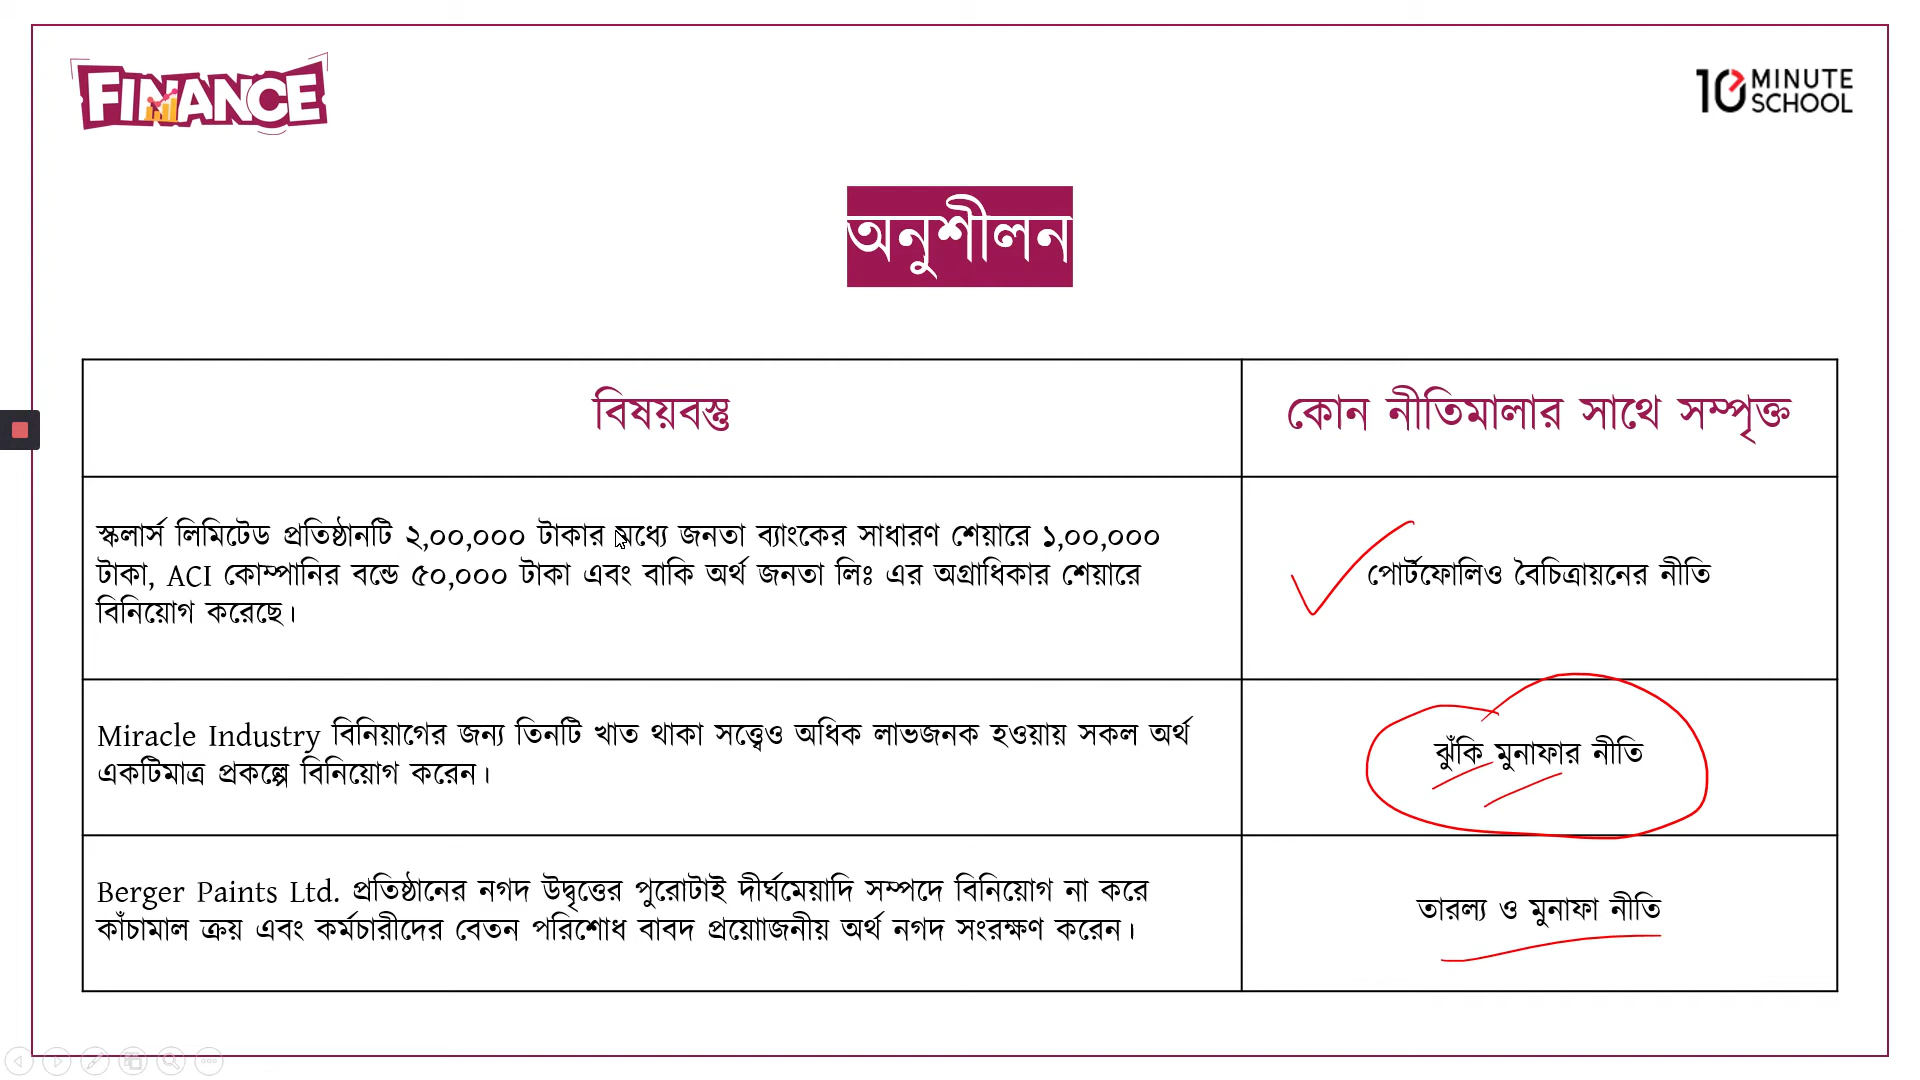 FINANCE
10 MINUTE SCHOOL
অনুশীলন
বিষয়বস্তু
কোন নীতিমালার সাথে সম্পৃক্ত
স্কলার্স লিমিটেড প্রতিষ্ঠানটি ২,০০,০০০ টাকার মধ্যে জনতা ব্যাংকের সাধারণ শেয়ারে ১,০০,০০০
টাকা, ACI কোম্পানির বন্ডে ৫০,০০০ টাকা এবং বাকি অর্থ জনতা লিঃ এর অগ্রাধিকার শেয়ারে
বিনিয়োগ করেছে।
পোর্টফোলিও বৈচিত্রায়নের নীতি
Miracle Industry বিনিয়াগের জন্য তিনটি খাত থাকা সত্ত্বেও অধিক লাভজনক হওয়ায় সকল অর্থ
একটিমাত্র প্রকল্পে বিনিয়োগ করেন।
ঝুঁকি মুনাফার নীতি
Berger Paints Ltd. প্রতিষ্ঠানের নগদ উদ্বৃত্তের পুরোটাই দীর্ঘমেয়াদি সম্পদে বিনিয়োগ না করে
কাঁচামাল ক্রয় এবং কর্মচারীদের বেতন পরিশোধ বাবদ প্রয়োাজনীয় অর্থ নগদ সংরক্ষণ করেন।
তারল্য ও মুনাফা নীতি